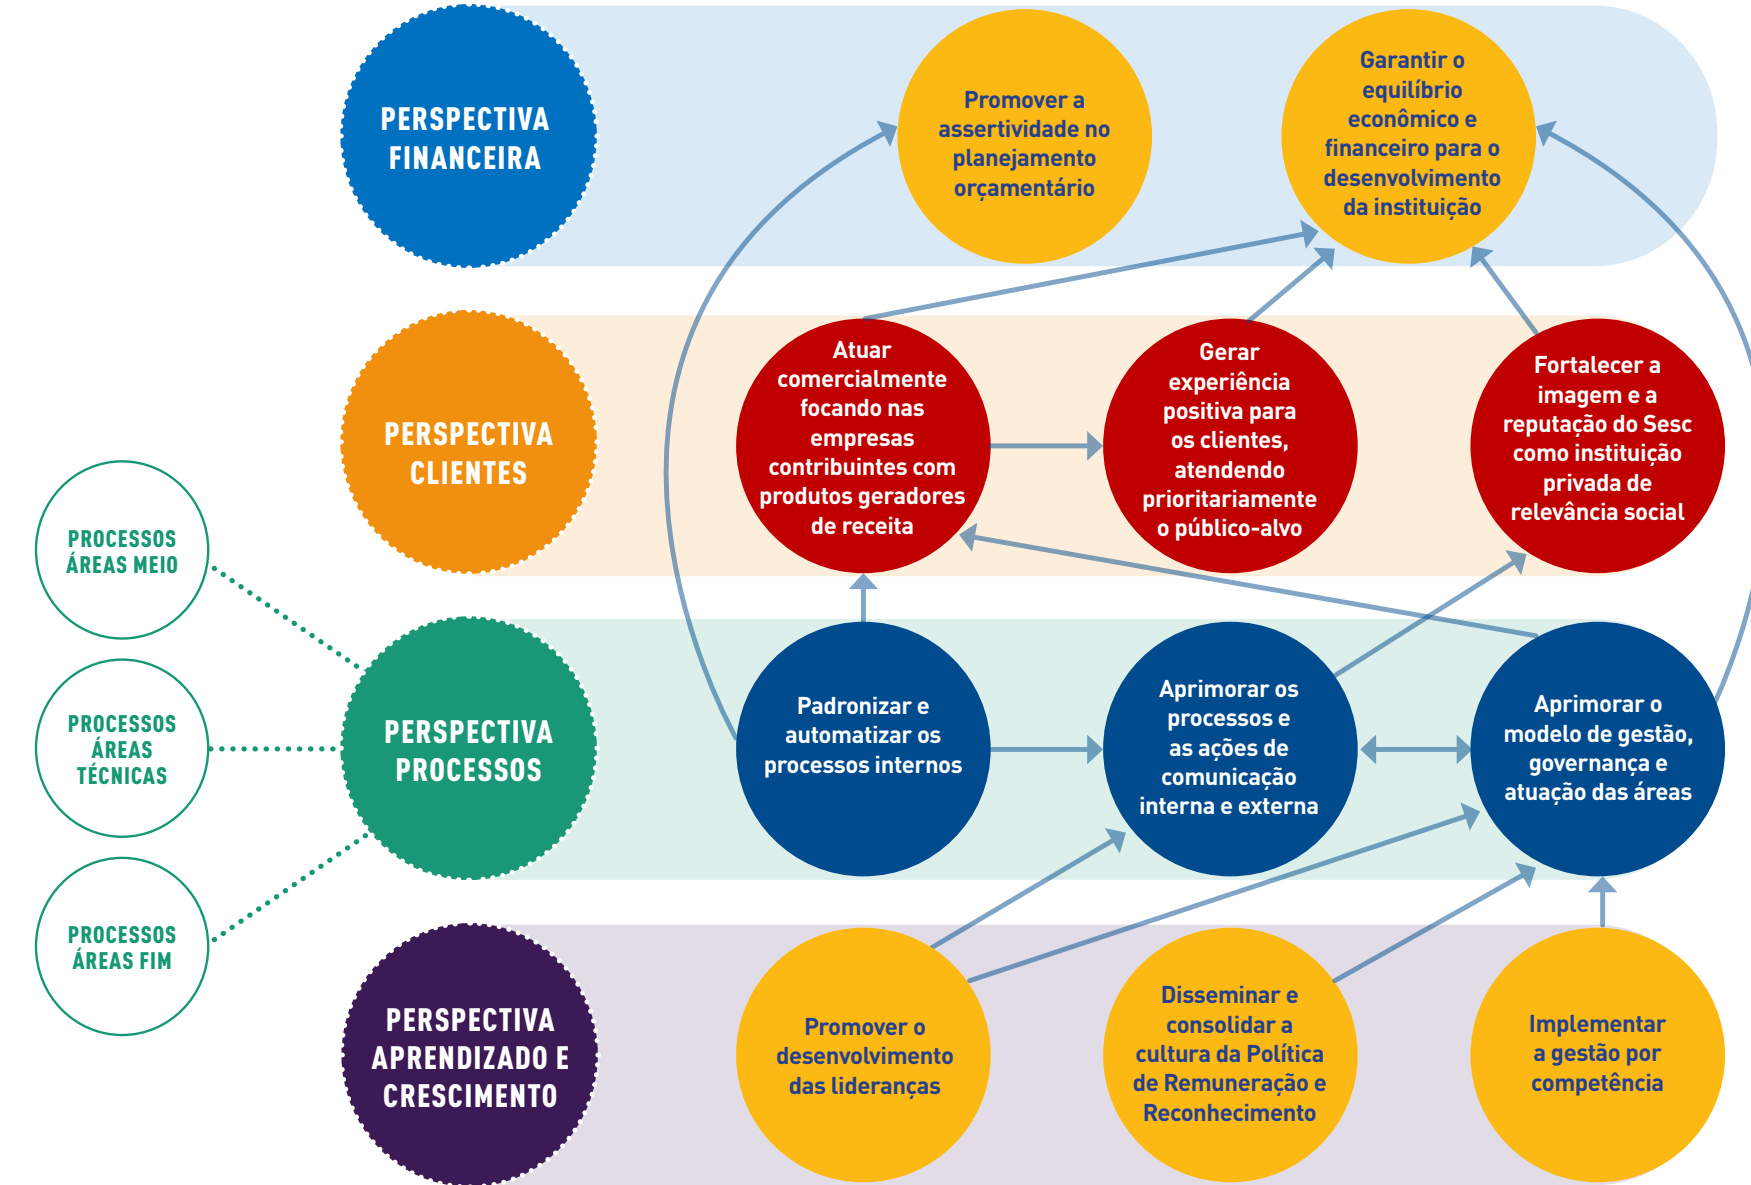 PERSPECTIVA
FINANCEIRA
Promover a
assertividade no
planejamento
orçamentário
Garantir o
equilíbrio
econômico e
financeiro para o
desenvolvimento
da instituição
PERSPECTIVA
CLIENTES
Atuar
comercialmente
focando nas
empresas
contribuintes com
produtos geradores
de receita
Gerar
experiência
positiva para
os clientes,
atendendo
prioritariamente
o público-alvo
Fortalecer a
imagem e a
reputação do Sesc
como instituição
privada de
relevância social
PROCESSOS
ÁREAS MEIO
PROCESSOS
ÁREAS
TÉCNICAS
PROCESSOS
ÁREAS FIM
PERSPECTIVA
PROCESSOS
Padronizar e
automatizar os
processos internos
Aprimorar os
processos e
as ações de
comunicação
interna e externa
Aprimorar o
modelo de gestão,
governança e
atuação das áreas
PERSPECTIVA
APRENDIZADO E
CRESCIMENTO
Promover o
desenvolvimento
das lideranças
Disseminar e
consolidar a
cultura da Política
de Remuneração e
Reconhecimento
Implementar
a gestão por
competência